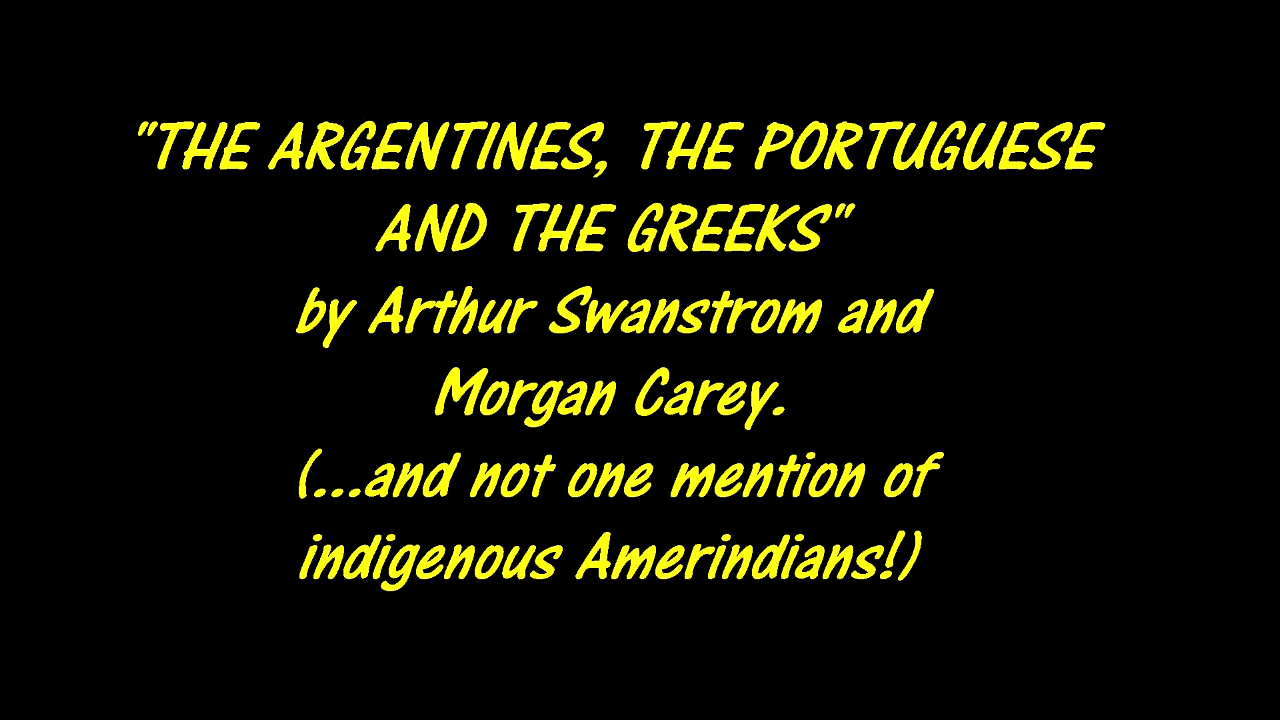 "THE ARGENTINES, THE PORTUGUESE
AND THE GREEKS"
by Arthur Swanstrom and
Morgan Carey.
(...and not one mention of
indigenous Amerindians!)